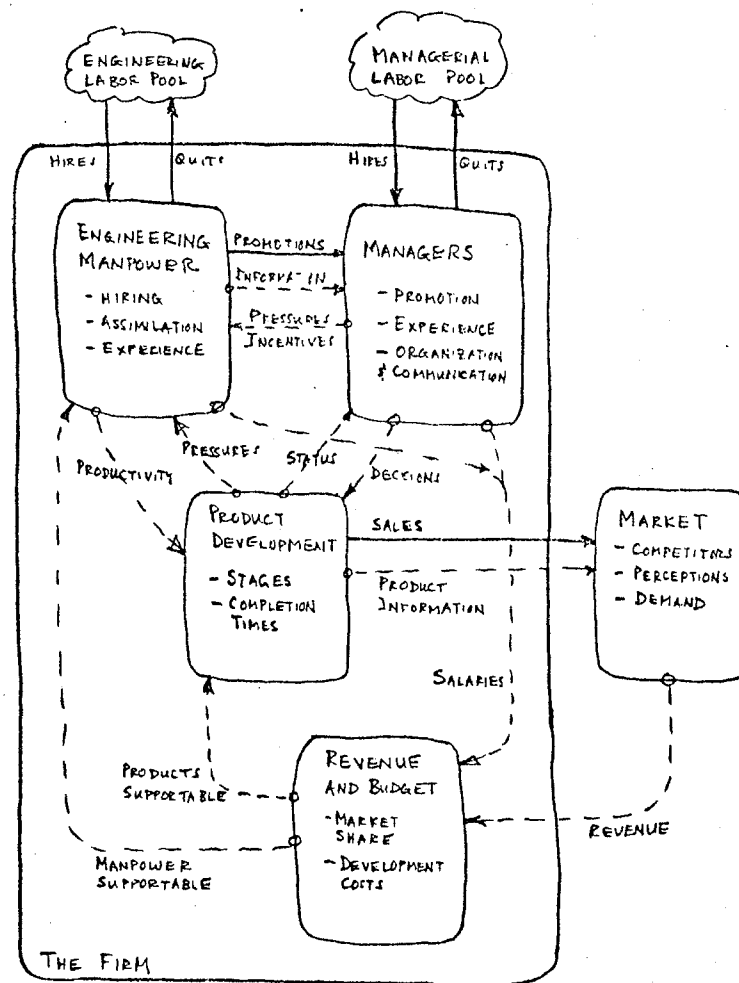 ENGINEERING
LABOR POOL
MANAGERIAL
LABOR POOL
HIRES
QUITS
HIRES
QUITS
ENGINEERING
MANPOWER
- HIRING
- ASSIMILATION
- EXPERIENCE
PROMOTIONS
INFORMATIN
PRESSURES
INCENTIVES
MANAGERS
- PROMOTION
- EXPERIENCE
- ORGANIZATION
& COMMUNICATION
PRODUCTIVITY
PRESSURES
STATUS
DECTIONS
PRODUCT
DEVELOPMENT
- STAGES
- COMPLETION
TIMES
SALES
PRODUCT
INFORMATION
MARKET
- COMPETITORS
- PERCEPTIONS
- DEMAND
SALARIES
PRODUCTS
SUPPORTABLE
REVENUE
AND BUDGET
- MARKET
SHARE
- DEVELOPMENT
COSTS
REVENUE
MANPOWER
SUPPORTABLE
THE FIRM